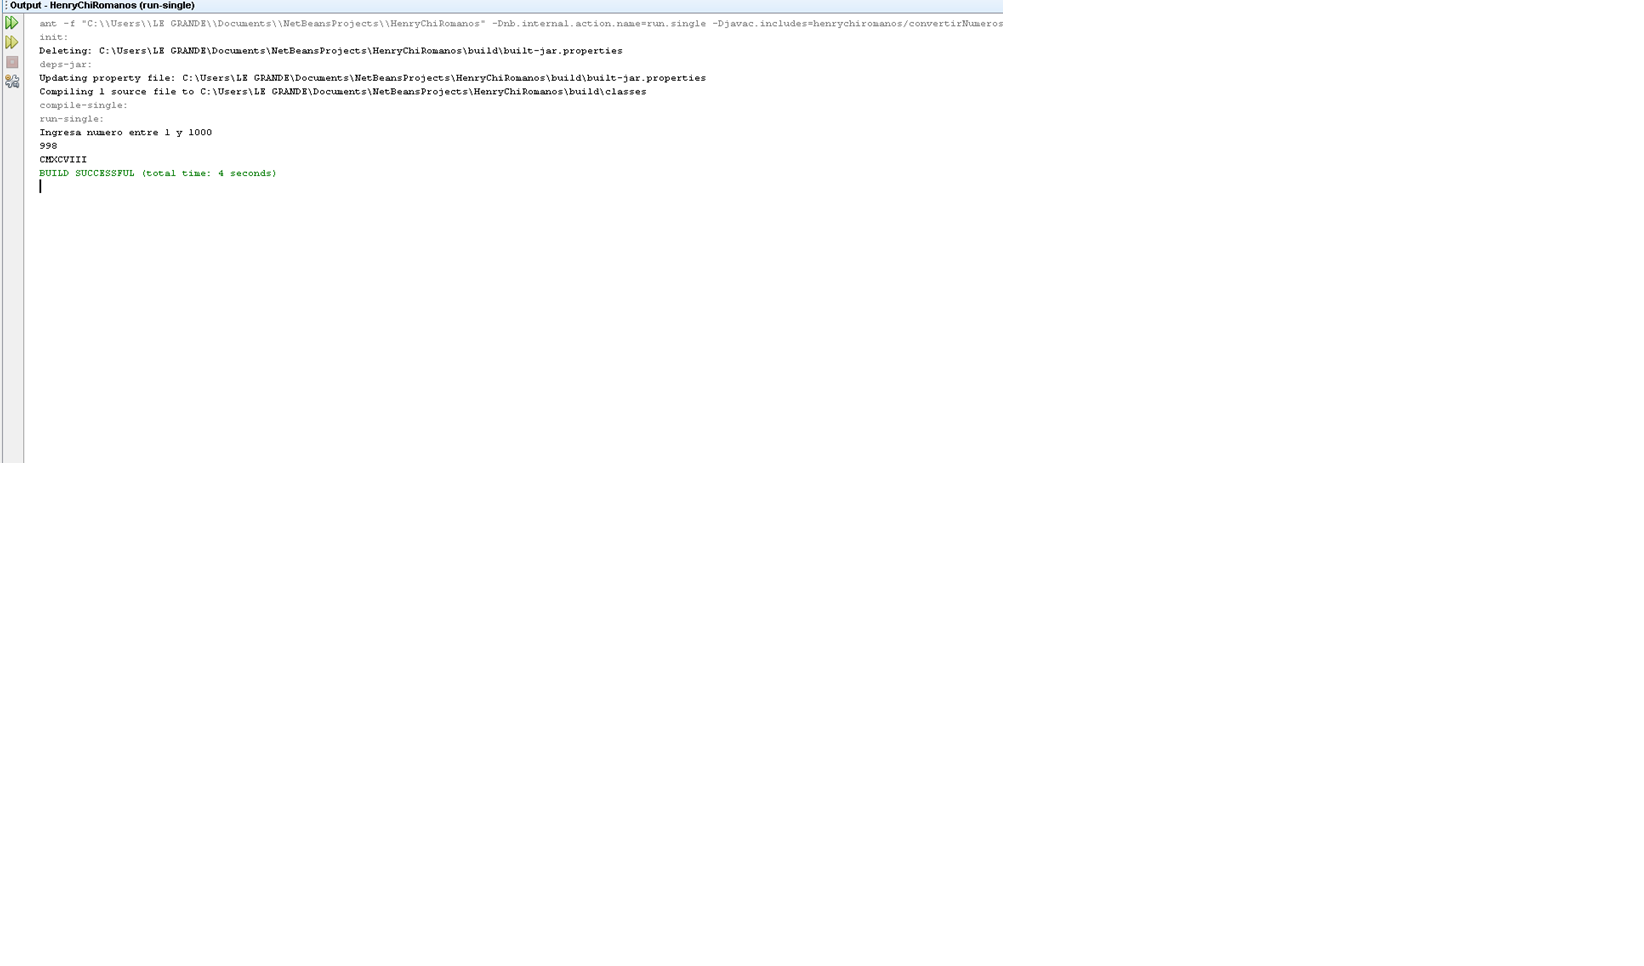 Output - HenryChiRomanos (run-single)
ant -f "C:\\Users\\LE GRANDE\\Documents\\NetBeansProjects\\HenryChiRomanos" -Dnb.internal.action.name=run.single -Djavac.includes=henrychiromanos/convertirNumeros
init:
Deleting: C:\Users\LE GRANDE\Documents\NetBeansProjects\HenryChiRomanos\build\built-jar.properties
deps-jar:
Updating property file: C:\Users\LE GRANDE\Documents\NetBeansProjects\HenryChiRomanos\build\built-jar.properties
Compiling 1 source file to C:\Users\LE GRANDE\Documents\NetBeansProjects\HenryChiRomanos\build\classes
compile-single:
run-single:
Ingresa numero entre 1 y 1000
998
CMXCVIII
BUILD SUCCESSFUL (total time: 4 seconds)